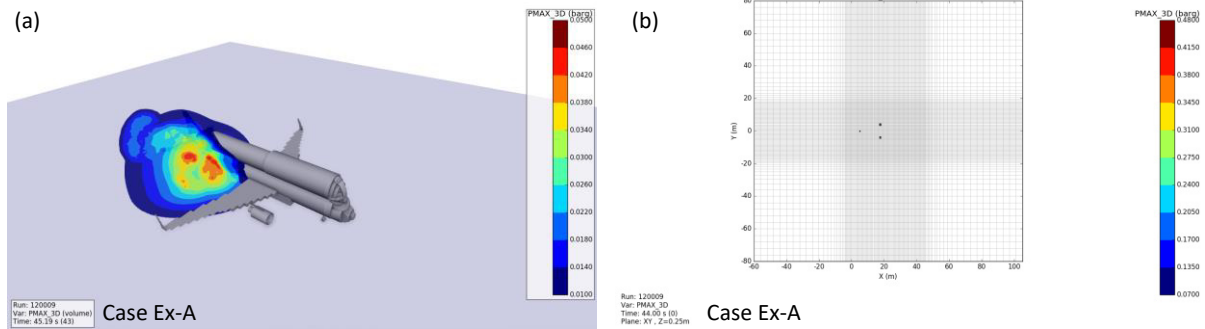 (a)
PMAX_3D (barg)
0.0500
0.0460
0.0420
0.0380
0.0340
0.0300
0.0260
0.0220
0.0180
0.0140
0.0100
Run: 120009
Var: PMAX_3D (volume)
Time: 45.19 s (43)
Case Ex-A
(b)
80
60
40
20
0
-20
-40
-60
-80
Y (m)
-60 -40 -20 0 20 40 60 80 100
X (m)
PMAX_3D (barg)
0.4800
0.4150
0.3800
0.3450
0.3100
0.2750
0.2400
0.2050
0.1700
0.1350
0.0700
Run: 120009
Var: PMAX_3D
Time: 44.00 s (0)
Plane: XY , Z=0.25m
Case Ex-A